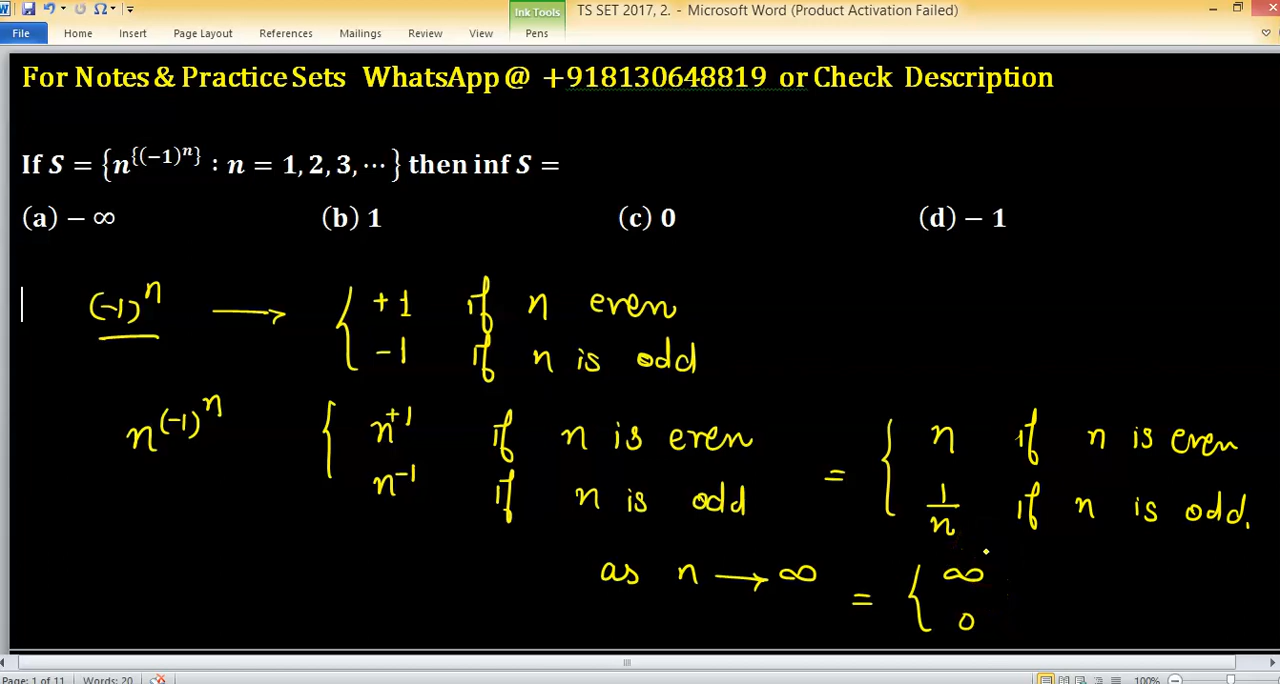 TS SET 2017, 2. - Microsoft Word (Product Activation Failed)
Ink Tools
File Home Insert Page Layout References Mailings Review View Pens
For Notes & Practice Sets WhatsApp @ +918130648819 or Check Description
If S = {n^{(−1)^n} : n = 1, 2, 3, ⋯} then inf S =
(a) − ∞ (b) 1 (c) 0 (d) − 1
(-1)^n → { +1 if n even
-1 if n is odd
n^(-1)^n { n^+1 if n is even
n^-1 if n is odd
= { n if n is even
1/n if n is odd.
as n → ∞ = { ∞
0
Page: 1 of 11 Words: 20 100%